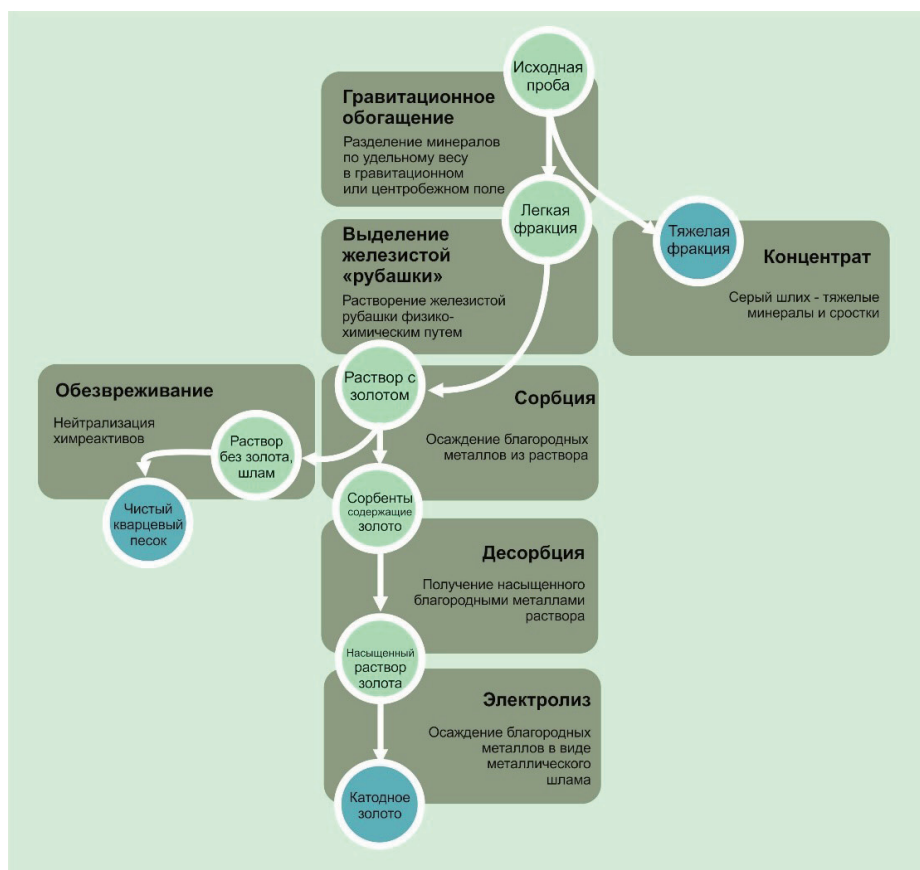 Исходная
проба
Гравитационное
обогащение
Разделение минералов
по удельному весу
в гравитационном
или центробежном поле
Легкая
фракция
Тяжелая
фракция
Выделение
железистой
«рубашки»
Растворение железистой
рубашки физико-
химическим путем
Концентрат
Серый шлих - тяжелые
минералы и сростки
Раствор с
золотом
Обезвреживание
Нейтрализация
химреактивов
Раствор
без золота,
шлам
Чистый
кварцевый
песок
Сорбция
Осаждение благородных
металлов из раствора
Сорбенты
содержащие
золото
Десорбция
Получение насыщенного
благородными металлами
раствора
Насыщенный
раствор
золота
Электролиз
Осаждение благородных
металлов в виде
металлического
шлама
Катодное
золото